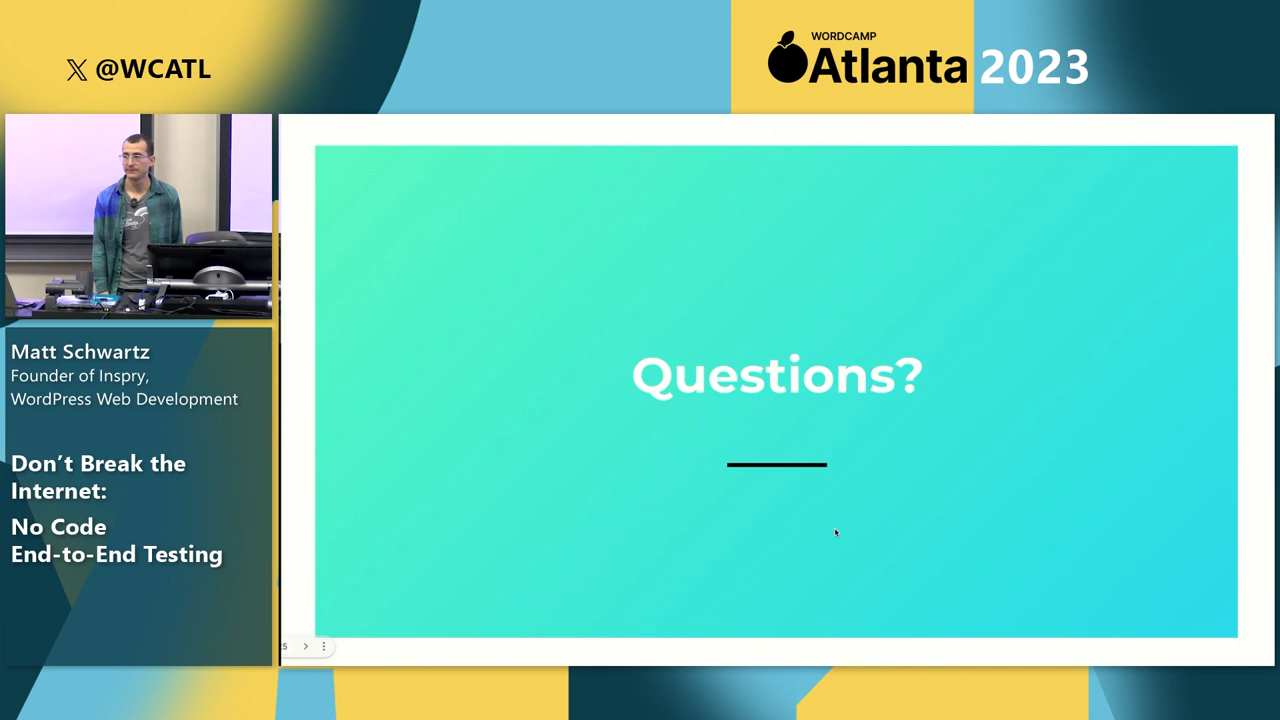 𝕏 @WCATL
WORDCAMP
Atlanta 2023
Matt Schwartz
Founder of Inspry,
WordPress Web Development
Don’t Break the
Internet:
No Code
End-to-End Testing
Questions?